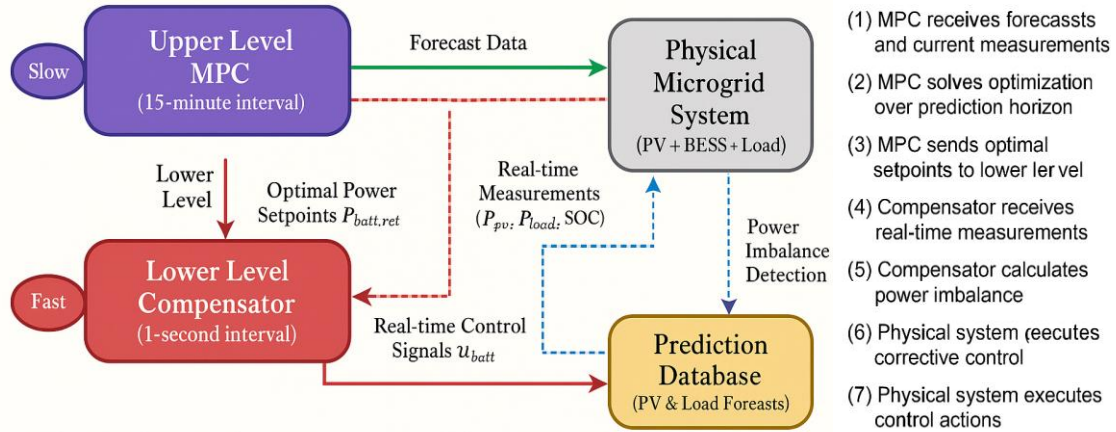 Slow
Upper Level
MPC
(15-minute interval)
Forecast Data
Physical
Microgrid
System
(PV + BESS + Load)
Lower
Level
Optimal Power
Setpoints P_batt,ret
Real-time
Measurements
(P_pv, P_load, SOC)
Power
Imbalance
Detection
Fast
Lower Level
Compensator
(1-second interval)
Real-time Control
Signals u_batt
Prediction
Database
(PV & Load Foreasts)
(1) MPC receives forecassts
and current measurements
(2) MPC solves optimization
over prediction horizon
(3) MPC sends optimal
setpoints to lower ler vel
(4) Compensator receives
real-time measurements
(5) Compensator calculates
power imbalance
(6) Physical system (eecutes
corrective control
(7) Physical system executes
control actions